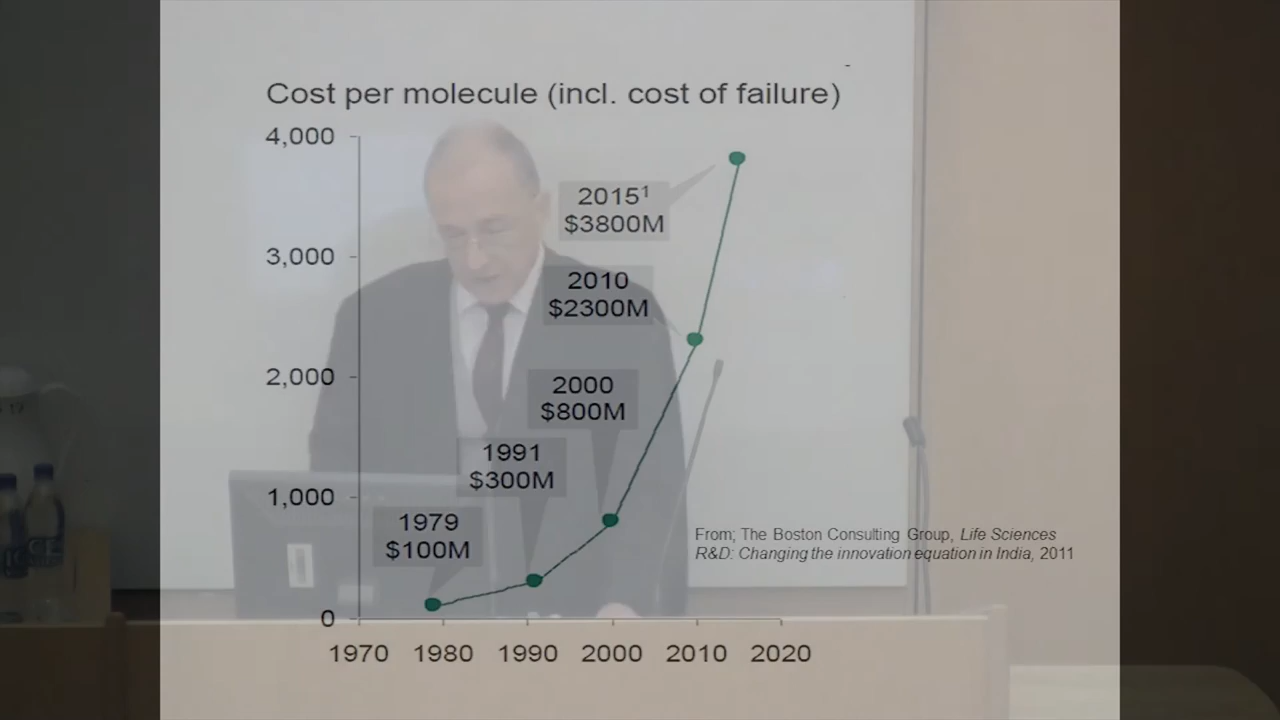 Cost per molecule (incl. cost of failure)
4,000
3,000
2,000
1,000
0
2015¹
$3800M
2010
$2300M
2000
$800M
1991
$300M
1979
$100M
From; The Boston Consulting Group, Life Sciences
R&D: Changing the innovation equation in India, 2011
1970 1980 1990 2000 2010 2020